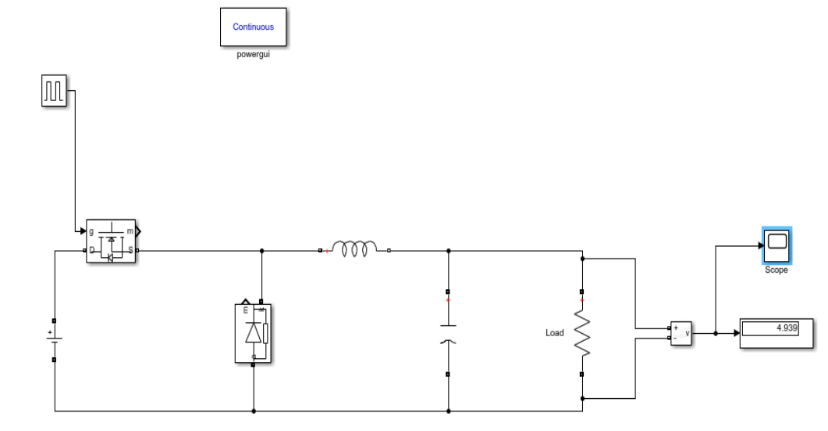 Continuous
powergui
g
m
D
S
E
k
+
Load
+
-
v
Scope
4.939